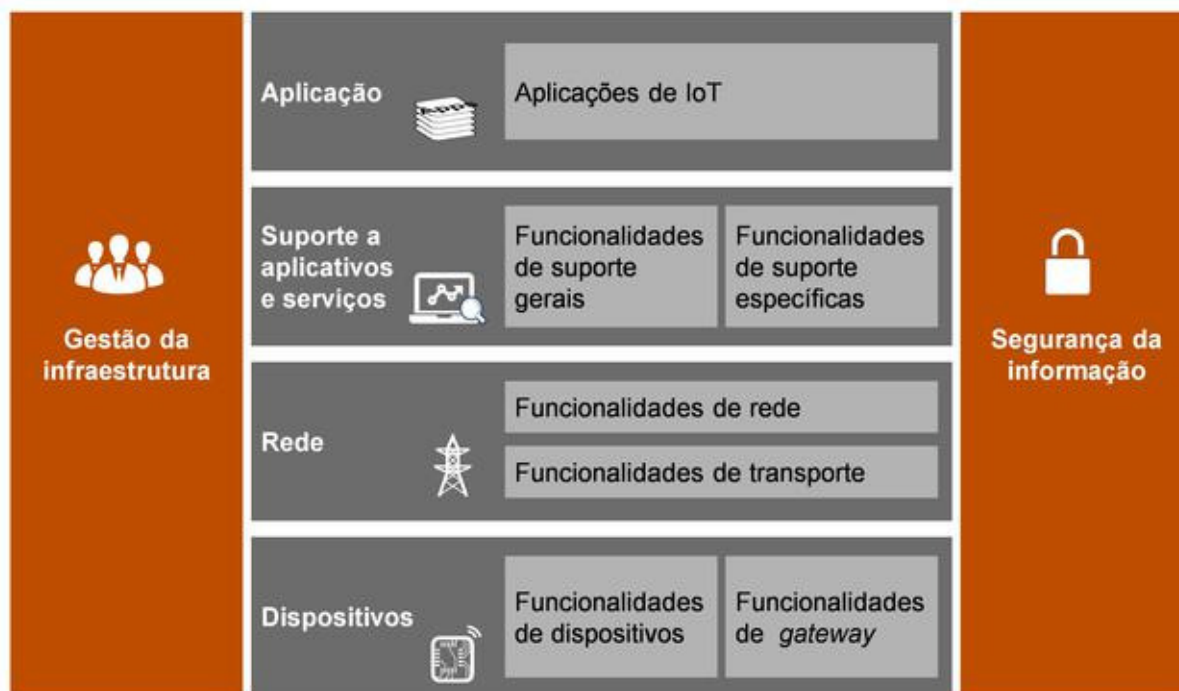 Aplicação
APPS
Aplicações de IoT
Gestão da
infraestrutura
Suporte a
aplicativos
e serviços
Funcionalidades
de suporte
gerais
Funcionalidades
de suporte
específicas
Segurança da
informação
Rede
Funcionalidades de rede
Funcionalidades de transporte
Dispositivos
Funcionalidades
de dispositivos
Funcionalidades
de gateway